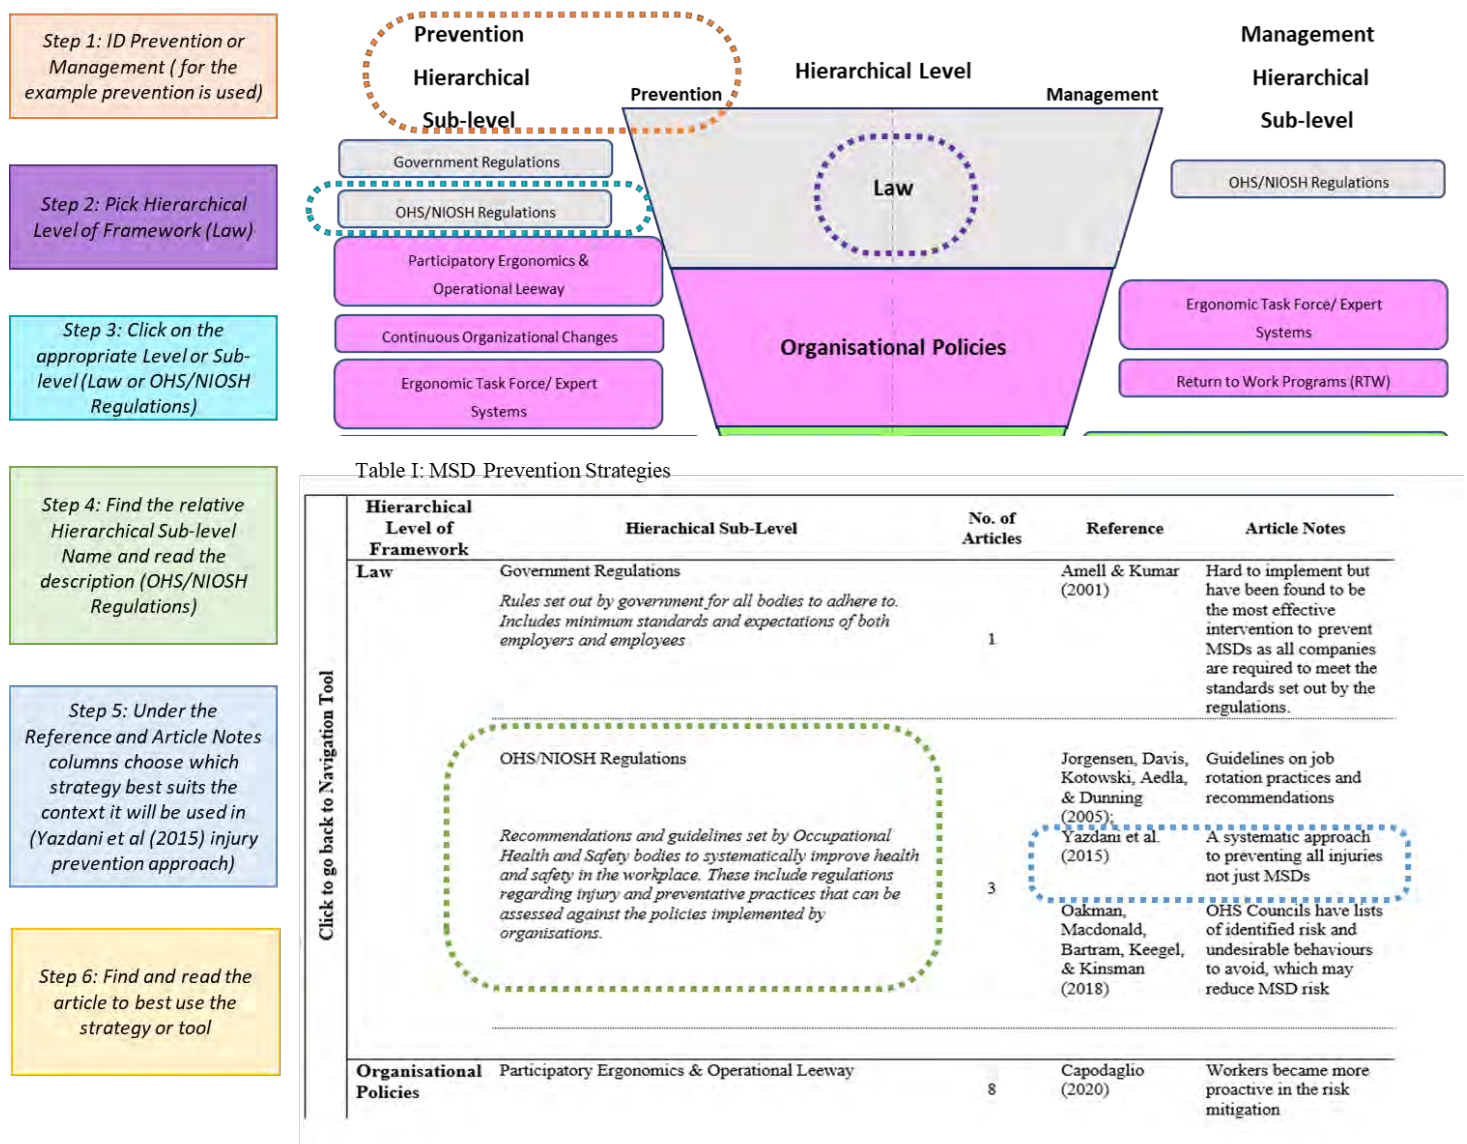 Step 1: ID Prevention or
Management ( for the
example prevention is used)
Step 2: Pick Hierarchical
Level of Framework (Law)
Step 3: Click on the
appropriate Level or Sub-
level (Law or OHS/NIOSH
Regulations)
Step 4: Find the relative
Hierarchical Sub-level
Name and read the
description (OHS/NIOSH
Regulations)
Step 5: Under the
Reference and Article Notes
columns choose which
strategy best suits the
context it will be used in
(Yazdani et al (2015) injury
prevention approach)
Step 6: Find and read the
article to best use the
strategy or tool
Prevention
Hierarchical
Sub-level
Government Regulations
OHS/NIOSH Regulations
Participatory Ergonomics &
Operational Leeway
Continuous Organizational Changes
Ergonomic Task Force/ Expert
Systems
Hierarchical Level
Prevention
Management
Law
Organisational Policies
Management
Hierarchical
Sub-level
OHS/NIOSH Regulations
Ergonomic Task Force/ Expert
Systems
Return to Work Programs (RTW)
Table I: MSD Prevention Strategies
Click to go back to Navigation Tool
Hierarchical
Level of
Framework
Hierachical Sub-Level
No. of
Articles
Reference
Article Notes
Law
Government Regulations
Rules set out by government for all bodies to adhere to.
Includes minimum standards and expectations of both
employers and employees
1
Amell & Kumar
(2001)
Hard to implement but
have been found to be
the most effective
intervention to prevent
MSDs as all companies
are required to meet the
standards set out by the
regulations.
OHS/NIOSH Regulations
Recommendations and guidelines set by Occupational
Health and Safety bodies to systematically improve health
and safety in the workplace. These include regulations
regarding injury and preventative practices that can be
assessed against the policies implemented by
organisations.
3
Jorgensen, Davis,
Kotowski, Aedla,
& Dunning
(2005);
Guidelines on job
rotation practices and
recommendations
Yazdani et al.
(2015)
A systematic approach
to preventing all injuries
not just MSDs
Oakman,
Macdonald,
Bartram, Keegel,
& Kinsman
(2018)
OHS Councils have lists
of identified risk and
undesirable behaviours
to avoid, which may
reduce MSD risk
Organisational
Policies
Participatory Ergonomics & Operational Leeway
8
Capodaglio
(2020)
Workers became more
proactive in the risk
mitigation